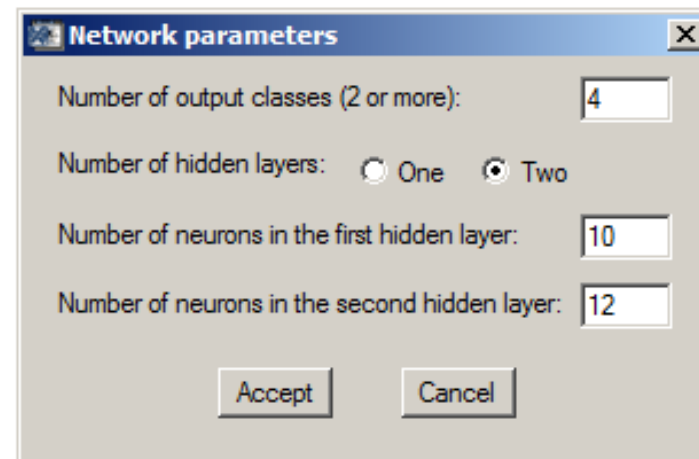 Network parameters
Number of output classes (2 or more): 4
Number of hidden layers: One Two
Number of neurons in the first hidden layer: 10
Number of neurons in the second hidden layer: 12
Accept Cancel